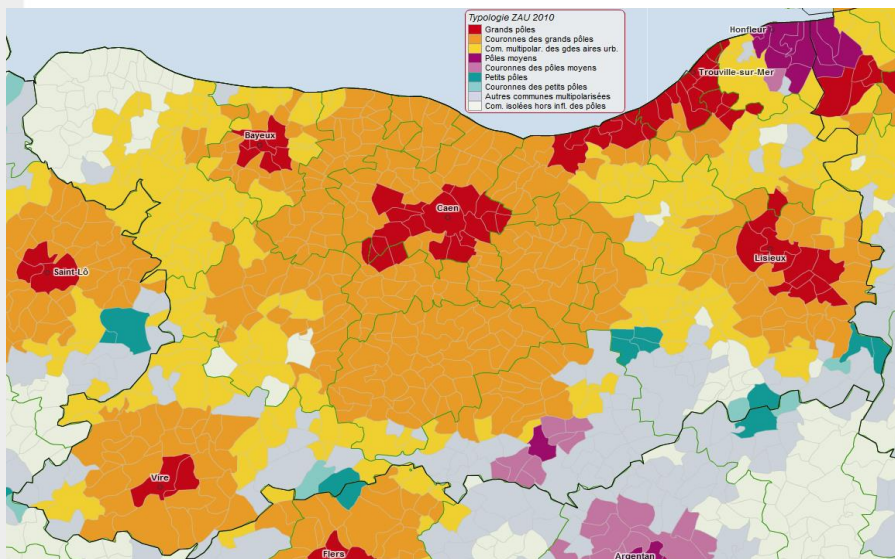 Typologie ZAU 2010
Grands pôles
Couronnes des grands pôles
Com. multipolar. des gdes aires urb.
Pôles moyens
Couronnes des pôles moyens
Petits pôles
Couronnes des petits pôles
Autres communes multipolarisées
Com. isolées hors infl. des pôles
Honfleur
Trouville-sur-Mer
Bayeux
Caen
Lisieux
Saint-Lô
Vire
Flers
Argentan